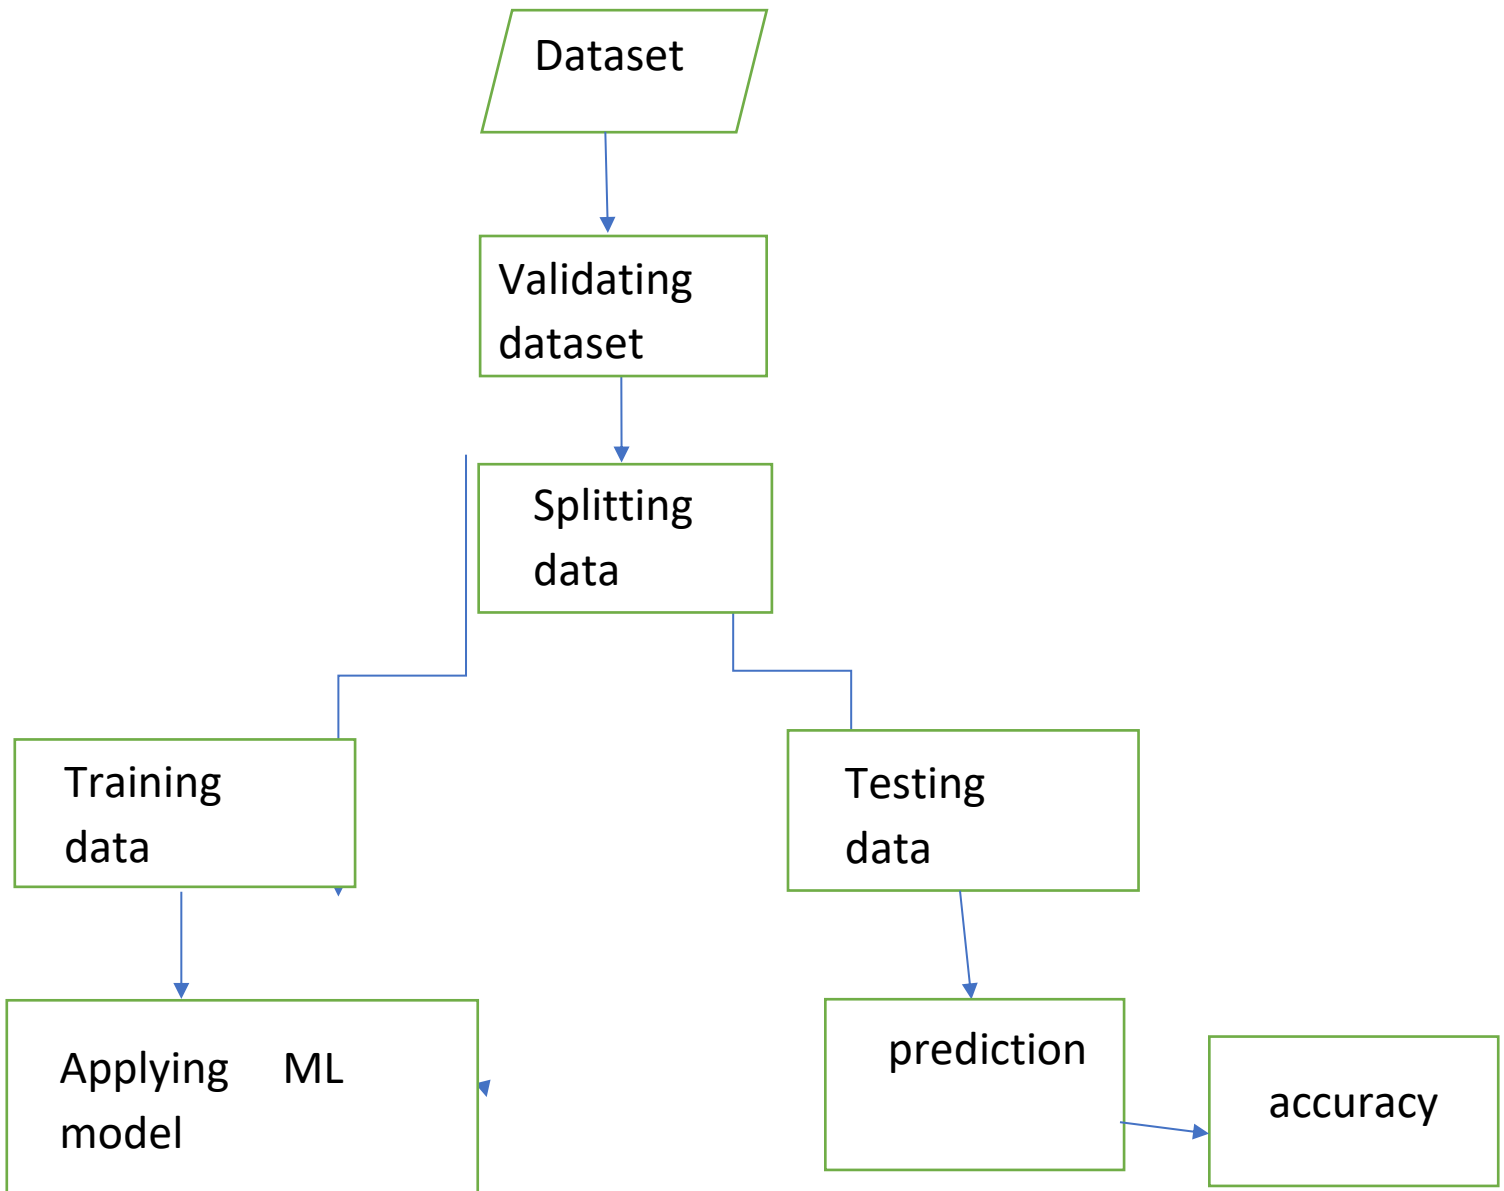 Dataset
Validating
dataset
Splitting
data
Training
data
Testing
data
Applying ML
model
prediction
accuracy